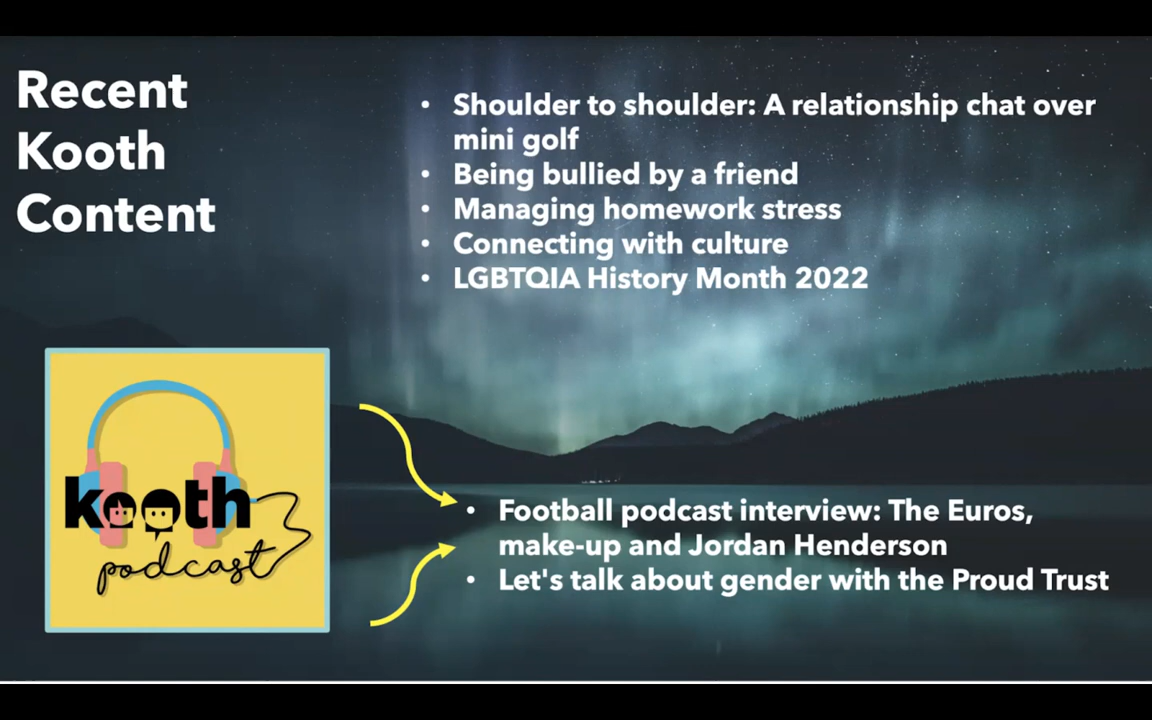 Recent
Kooth
Content
• Shoulder to shoulder: A relationship chat over
mini golf
• Being bullied by a friend
• Managing homework stress
• Connecting with culture
• LGBTQIA History Month 2022
kooth
podcast
• Football podcast interview: The Euros,
make-up and Jordan Henderson
• Let's talk about gender with the Proud Trust